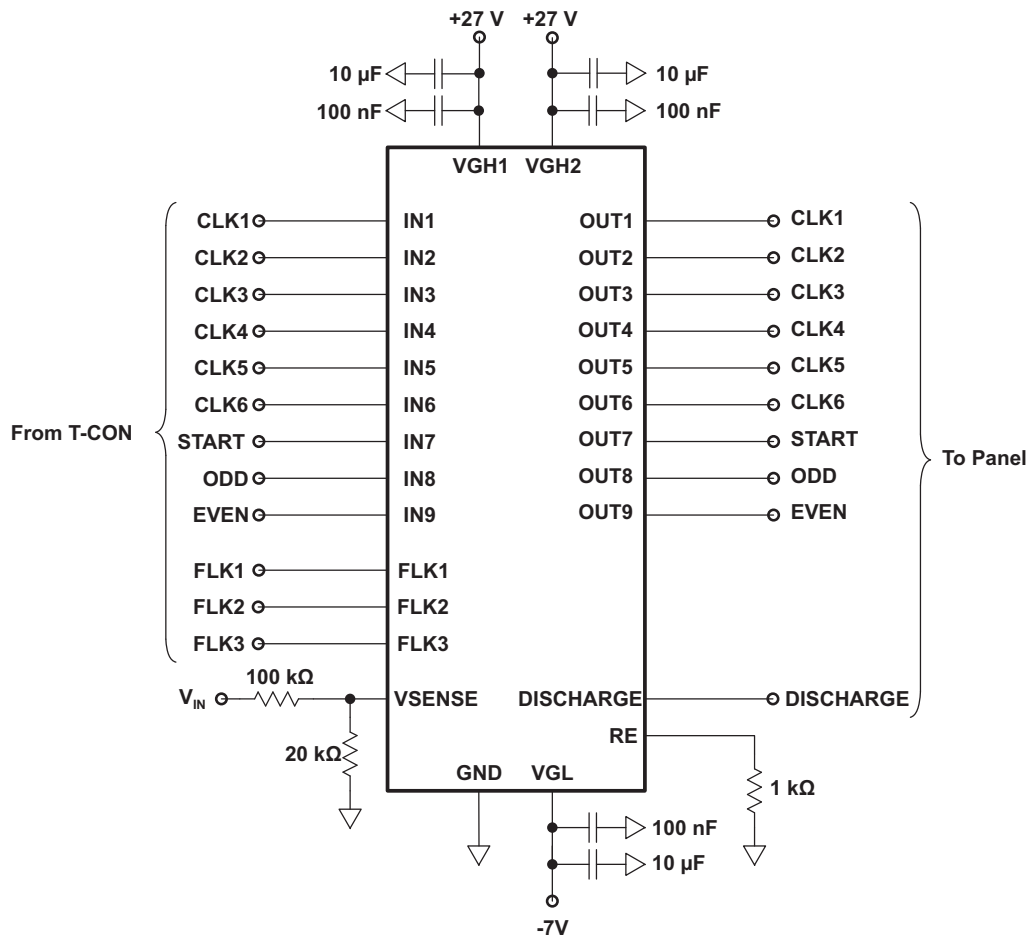 +27 V +27 V
10 µF 10 µF
100 nF 100 nF
VGH1 VGH2
CLK1 IN1 OUT1 CLK1
CLK2 IN2 OUT2 CLK2
CLK3 IN3 OUT3 CLK3
CLK4 IN4 OUT4 CLK4
CLK5 IN5 OUT5 CLK5
CLK6 IN6 OUT6 CLK6
From T-CON
START IN7 OUT7 START
To Panel
ODD IN8 OUT8 ODD
EVEN IN9 OUT9 EVEN
FLK1 FLK1
FLK2 FLK2
FLK3 FLK3
100 kΩ
VIN VSENSE DISCHARGE DISCHARGE
RE
20 kΩ
GND VGL 1 kΩ
100 nF
10 µF
-7V